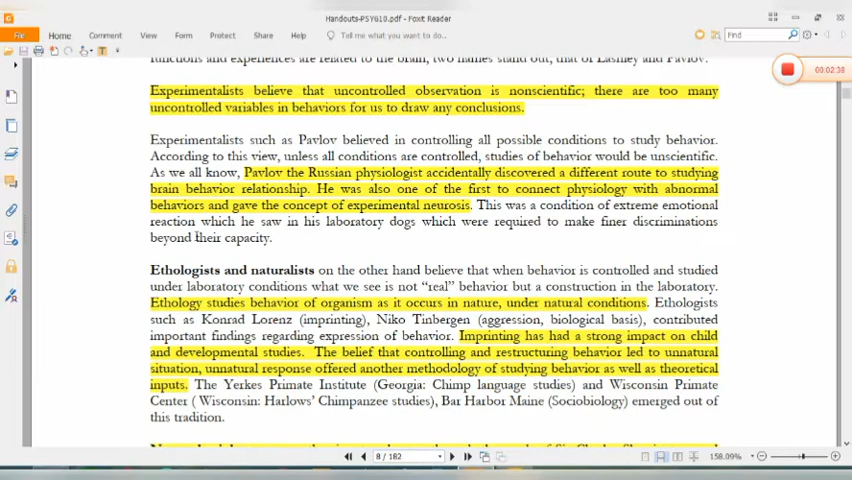 Handouts-PSY610.pdf - Foxit Reader
File Home Comment View Form Protect Share Help Tell me what you want to do... Find
00:02:38
functions and experiences are related to the brain, two names stand out, that of Lashley and Pavlov.
Experimentalists believe that uncontrolled observation is nonscientific; there are too many
uncontrolled variables in behaviors for us to draw any conclusions.
Experimentalists such as Pavlov believed in controlling all possible conditions to study behavior.
According to this view, unless all conditions are controlled, studies of behavior would be unscientific.
As we all know, Pavlov the Russian physiologist accidentally discovered a different route to studying
brain behavior relationship. He was also one of the first to connect physiology with abnormal
behaviors and gave the concept of experimental neurosis. This was a condition of extreme emotional
reaction which he saw in his laboratory dogs which were required to make finer discriminations
beyond their capacity.
Ethologists and naturalists on the other hand believe that when behavior is controlled and studied
under laboratory conditions what we see is not “real” behavior but a construction in the laboratory.
Ethology studies behavior of organism as it occurs in nature, under natural conditions. Ethologists
such as Konrad Lorenz (imprinting), Niko Tinbergen (aggression, biological basis), contributed
important findings regarding expression of behavior. Imprinting has had a strong impact on child
and developmental studies. The belief that controlling and restructuring behavior led to unnatural
situation, unnatural response offered another methodology of studying behavior as well as theoretical
inputs. The Yerkes Primate Institute (Georgia: Chimp language studies) and Wisconsin Primate
Center ( Wisconsin: Harlows’ Chimpanzee studies), Bar Harbor Maine (Sociobiology) emerged out of
this tradition.
8 / 182 158.09%